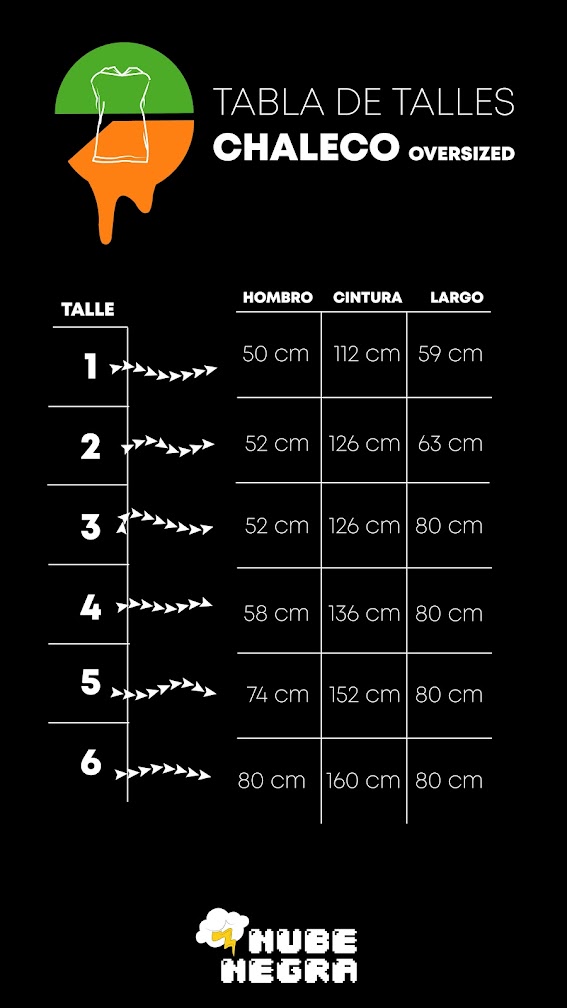 TABLA DE TALLES
CHALECO OVERSIZED
TALLE HOMBRO CINTURA LARGO
1 50 cm 112 cm 59 cm
2 52 cm 126 cm 63 cm
3 52 cm 126 cm 80 cm
4 58 cm 136 cm 80 cm
5 74 cm 152 cm 80 cm
6 80 cm 160 cm 80 cm
NUBE
NEGRA